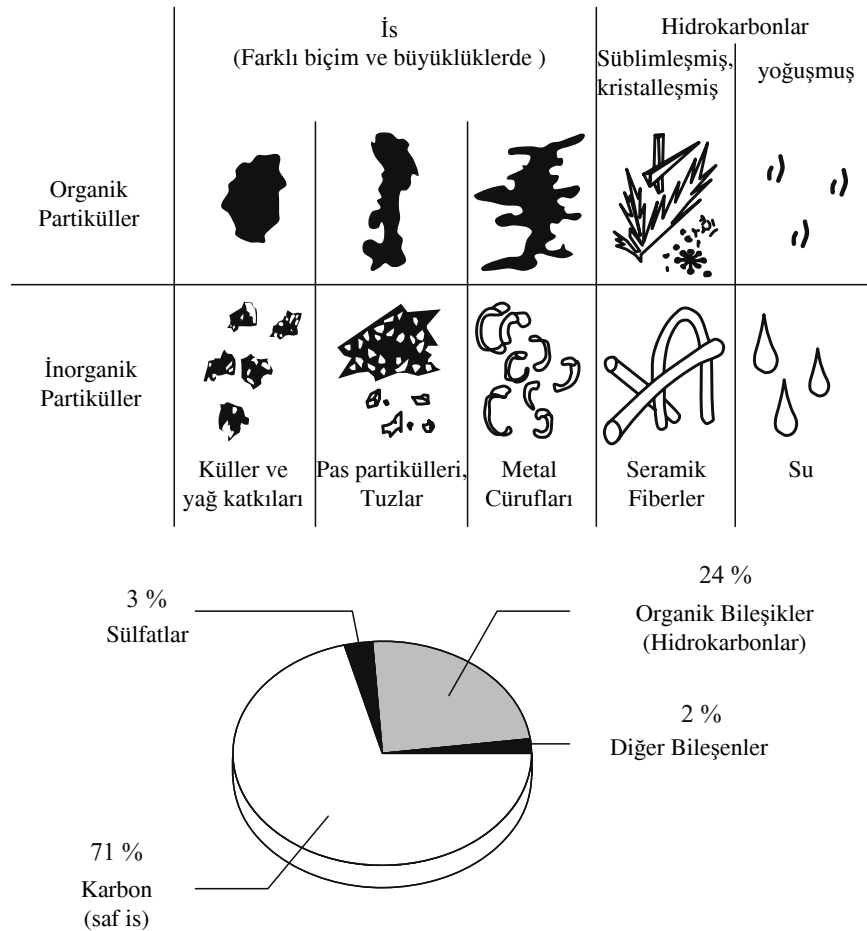 İs
(Farklı biçim ve büyüklüklerde )
Hidrokarbonlar
Süblimleşmiş,
kristalleşmiş
yoğuşmuş
Organik
Partiküller
İnorganik
Partiküller
Küller ve
yağ katkıları
Pas partikülleri,
Tuzlar
Metal
Cürufları
Seramik
Fiberler
Su
3 %
Sülfatlar
24 %
Organik Bileşikler
(Hidrokarbonlar)
2 %
Diğer Bileşenler
71 %
Karbon
(saf is)